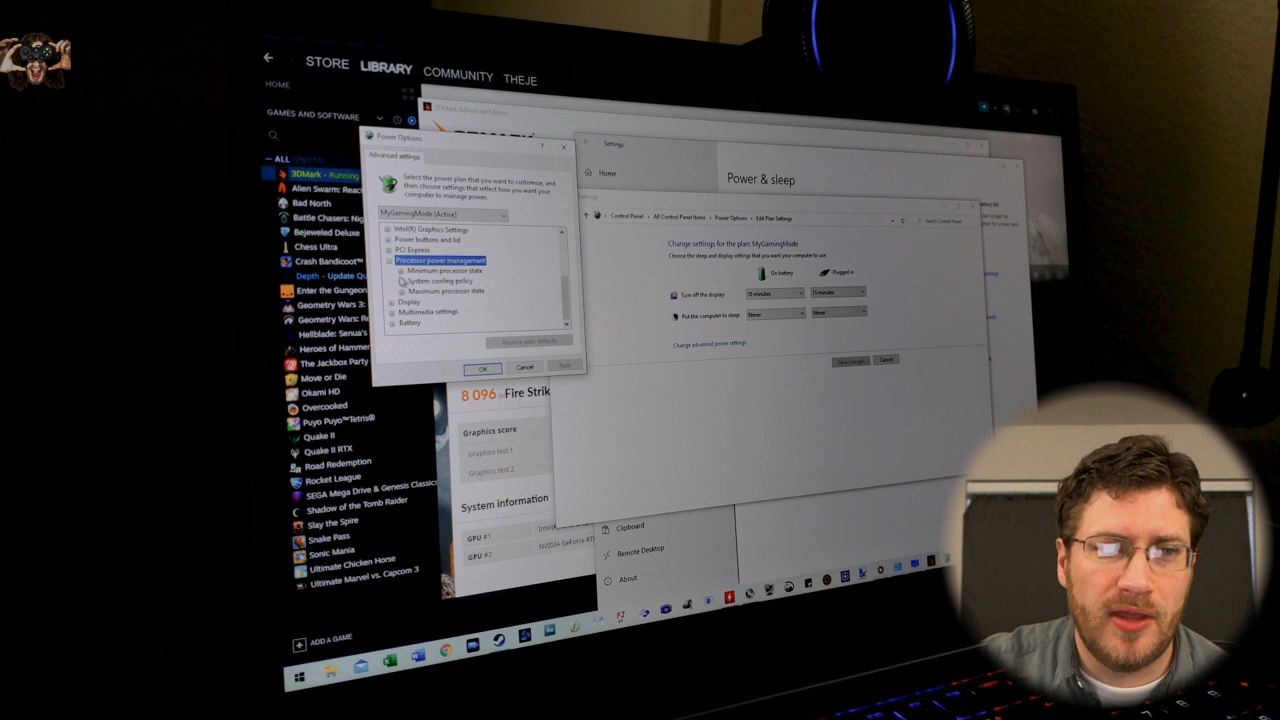 STORE LIBRARY COMMUNITY THEJE
HOME
GAMES AND SOFTWARE
ALL
3DMark - Running
Alien Swarm: React
Bad North
Battle Chasers: Nig
Bejeweled Deluxe
Chess Ultra
Crash Bandicoot™
Depth - Update Qu
Enter the Gungeon
Geometry Wars 3:
Geometry Wars: R
Hellblade: Senua's
Heroes of Hammer
The Jackbox Party
Move or Die
Okami HD
Overcooked
Puyo Puyo™Tetris®
Quake II
Quake II RTX
Road Redemption
Rocket League
SEGA Mega Drive & Genesis Classics
Shadow of the Tomb Raider
Slay the Spire
Snake Pass
Sonic Mania
Ultimate Chicken Horse
Ultimate Marvel vs. Capcom 3
ADD A GAME
3DMark Advanced Edition
Power Options
Advanced settings
Select the power plan that you want to customize, and
then choose settings that reflect how you want your
computer to manage power.
MyGamingMode [Active]
Intel(R) Graphics Settings
Power buttons and lid
PCI Express
Processor power management
Minimum processor state
System cooling policy
Maximum processor state
Display
Multimedia settings
Battery
Restore plan defaults
OK Cancel Apply
8 096 Fire Strik
Graphics score
Graphics test 1
Graphics test 2
System information
GPU #1
GPU #2 NVIDIA GeForce RT
Settings
Home
Power & sleep
Control Panel All Control Panel Items Power Options Edit Plan Settings
Search Control Panel
Change settings for the plan: MyGamingMode
Choose the sleep and display settings that you want your computer to use.
On battery Plugged in
Turn off the display: 10 minutes 15 minutes
Put the computer to sleep: Never Never
Change advanced power settings
Save changes Cancel
Clipboard
Remote Desktop
About